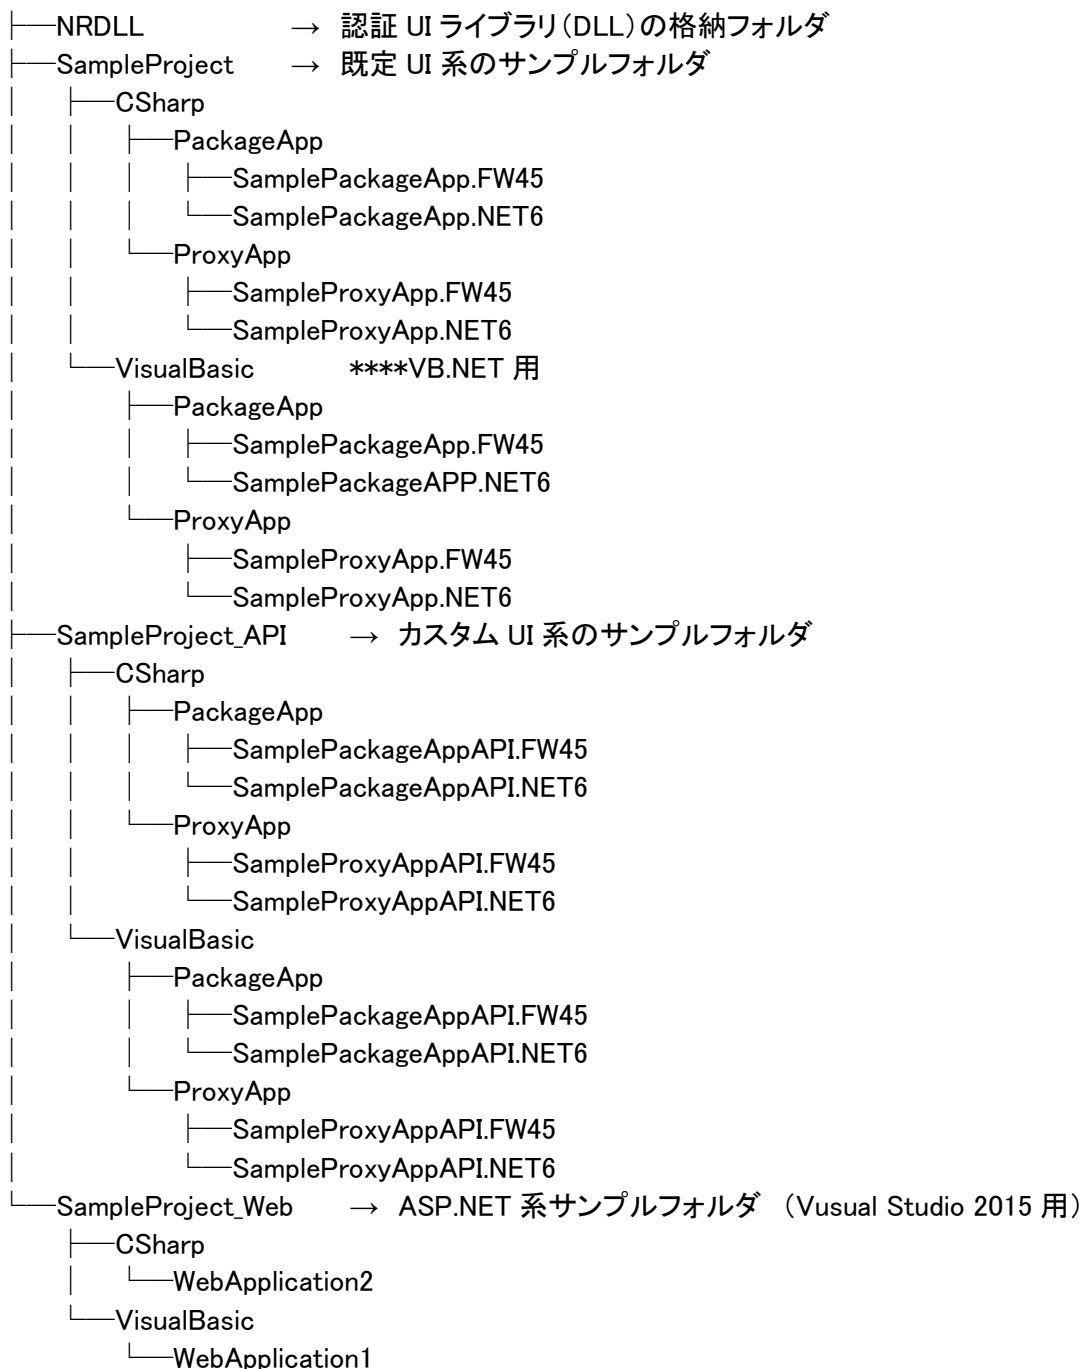 ├──NRDLL → 認証 UI ライブラリ（DLL）の格納フォルダ
├──SampleProject → 既定 UI 系のサンプルフォルダ
│ ├──CSharp
│ │ ├──PackageApp
│ │ │ ├──SamplePackageApp.FW45
│ │ │ └──SamplePackageApp.NET6
│ │ └──ProxyApp
│ │ ├──SampleProxyApp.FW45
│ │ └──SampleProxyApp.NET6
│ └──VisualBasic ****VB.NET 用
│ ├──PackageApp
│ │ ├──SamplePackageApp.FW45
│ │ └──SamplePackageAPP.NET6
│ └──ProxyApp
│ ├──SampleProxyApp.FW45
│ └──SampleProxyApp.NET6
├──SampleProject_API → カスタム UI 系のサンプルフォルダ
│ ├──CSharp
│ │ ├──PackageApp
│ │ │ ├──SamplePackageAppAPI.FW45
│ │ │ └──SamplePackageAppAPI.NET6
│ │ └──ProxyApp
│ │ ├──SampleProxyAppAPI.FW45
│ │ └──SampleProxyAppAPI.NET6
│ └──VisualBasic
│ ├──PackageApp
│ │ ├──SamplePackageAppAPI.FW45
│ │ └──SamplePackageAppAPI.NET6
│ └──ProxyApp
│ ├──SampleProxyAppAPI.FW45
│ └──SampleProxyAppAPI.NET6
└──SampleProject_Web → ASP.NET 系サンプルフォルダ （Vusual Studio 2015 用）
├──CSharp
│ └──WebApplication2
└──VisualBasic
└──WebApplication1